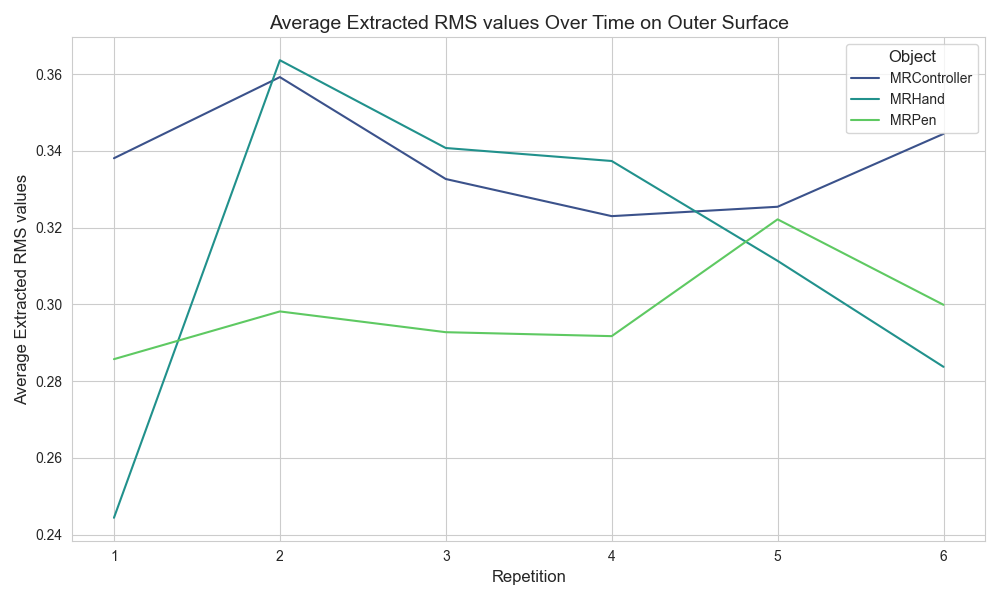 Average Extracted RMS values Over Time on Outer Surface
Average Extracted RMS values
0.36
0.34
0.32
0.30
0.28
0.26
0.24
Object
MRController
MRHand
MRPen
1 2 3 4 5 6
Repetition